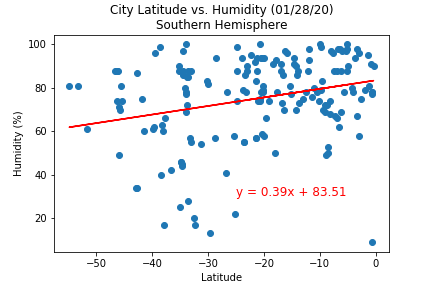 City Latitude vs. Humidity (01/28/20)
Southern Hemisphere
100
80
60
40
20
Humidity (%)
y = 0.39x + 83.51
−50
−40
−30
−20
−10
0
Latitude